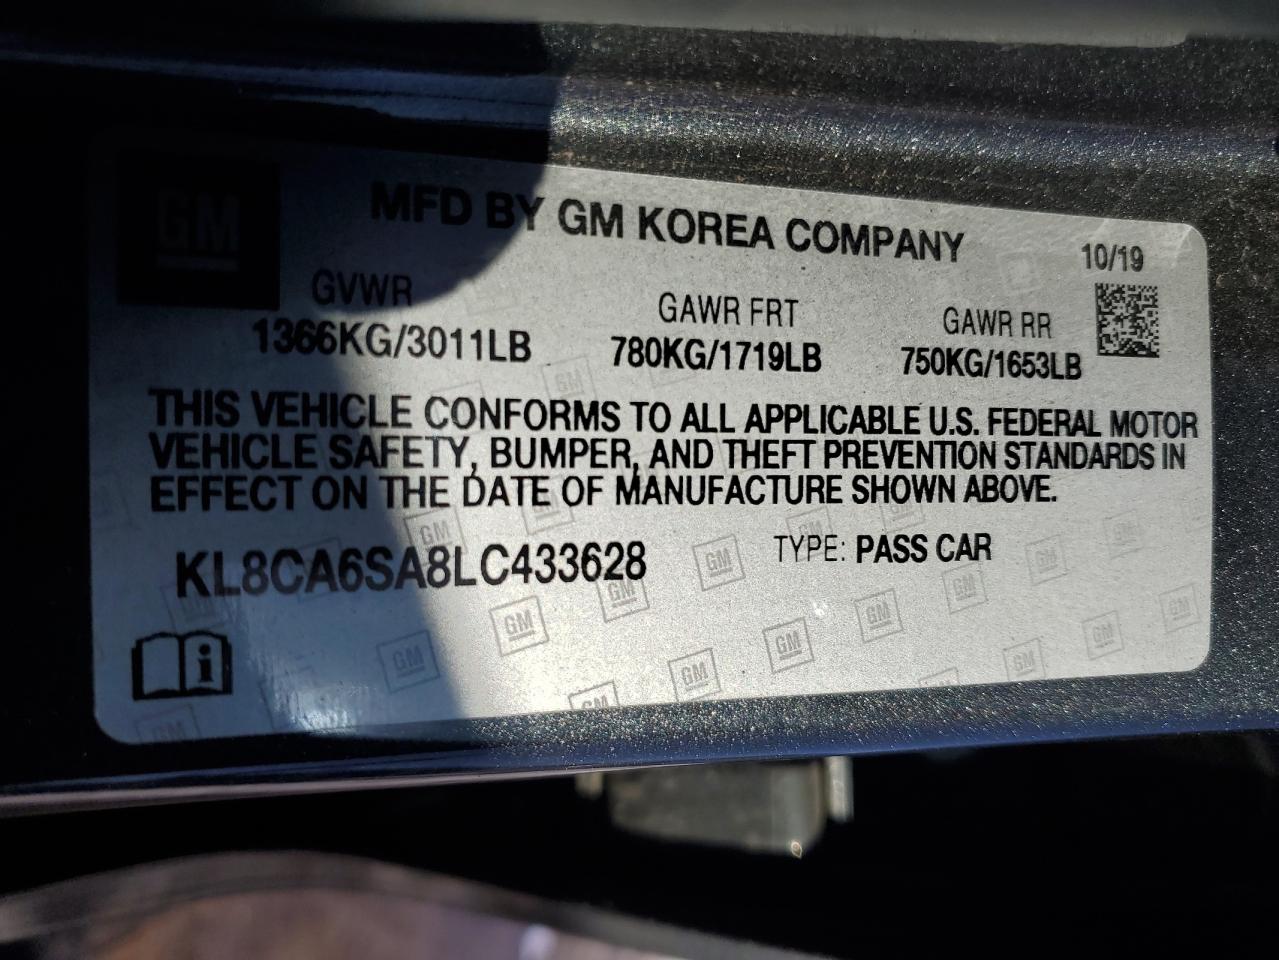 GM
MFD BY GM KOREA COMPANY
10/19
GVWR
GAWR FRT
GAWR RR
1366KG/3011LB
780KG/1719LB
750KG/1653LB
THIS VEHICLE CONFORMS TO ALL APPLICABLE U.S. FEDERAL MOTOR
VEHICLE SAFETY, BUMPER, AND THEFT PREVENTION STANDARDS IN
EFFECT ON THE DATE OF MANUFACTURE SHOWN ABOVE.
KL8CA6SA8LC433628
TYPE: PASS CAR